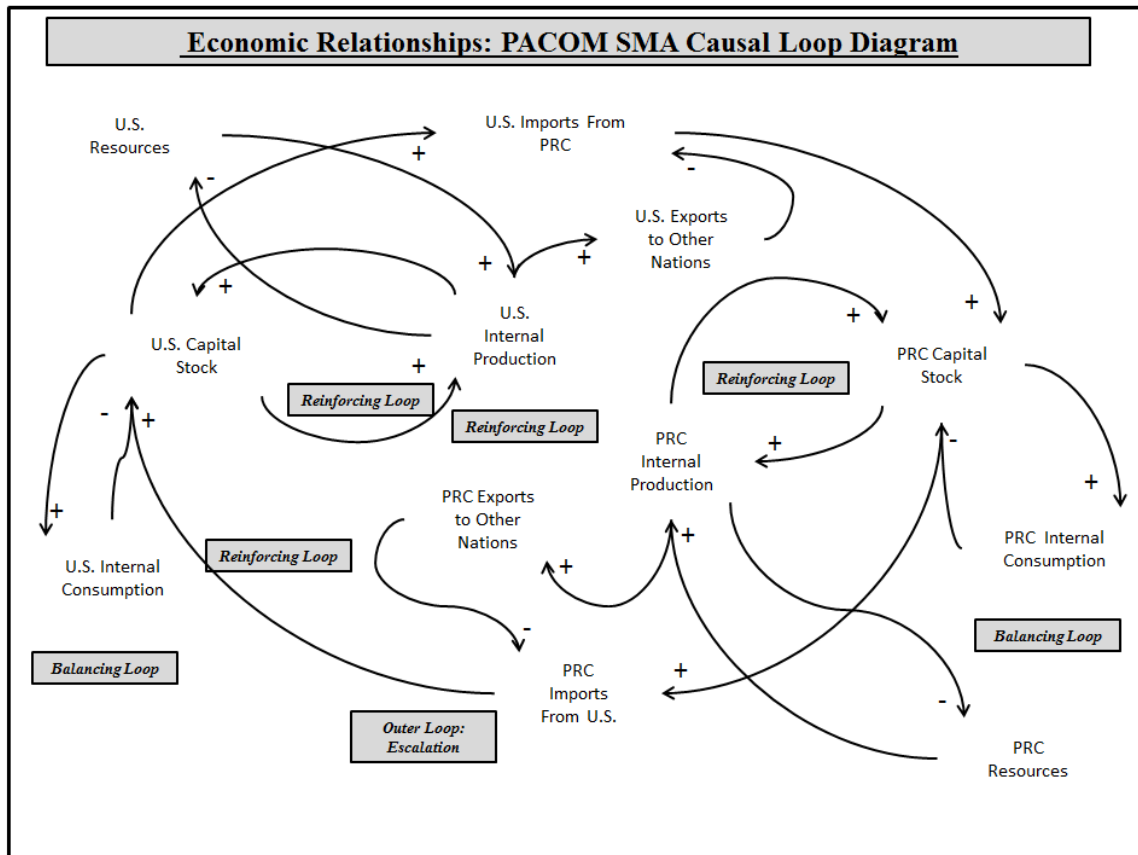 Economic Relationships: PACOM SMA Causal Loop Diagram
U.S.
Resources
U.S. Imports From
PRC
+
-
-
U.S. Exports
to Other
Nations
+
+
+
U.S.
Internal
Production
+
+
U.S. Capital
Stock
PRC Capital
Stock
+
Reinforcing Loop
Reinforcing Loop
-
+
Reinforcing Loop
PRC
Internal
Production
+
-
+
PRC Exports
to Other
Nations
+
U.S. Internal
Consumption
Reinforcing Loop
+
+
PRC Internal
Consumption
-
Balancing Loop
Balancing Loop
PRC
Imports
From U.S.
+
-
Outer Loop:
Escalation
PRC
Resources